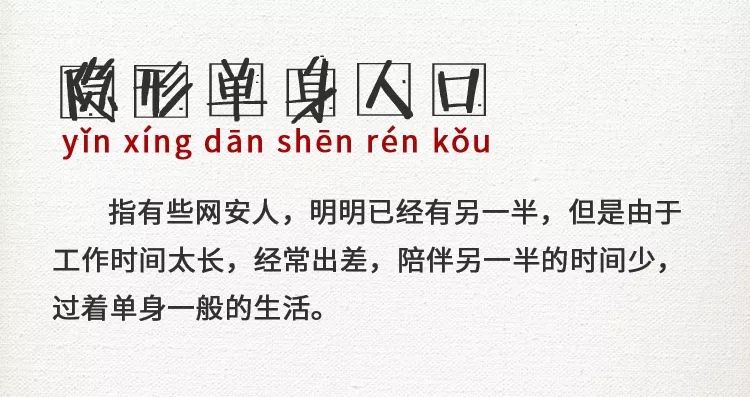 隐形单身人口
yǐn xíng dān shēn rén kǒu
指有些网安人，明明已经有另一半，但是由于
工作时间太长，经常出差，陪伴另一半的时间少，
过着单身一般的生活。